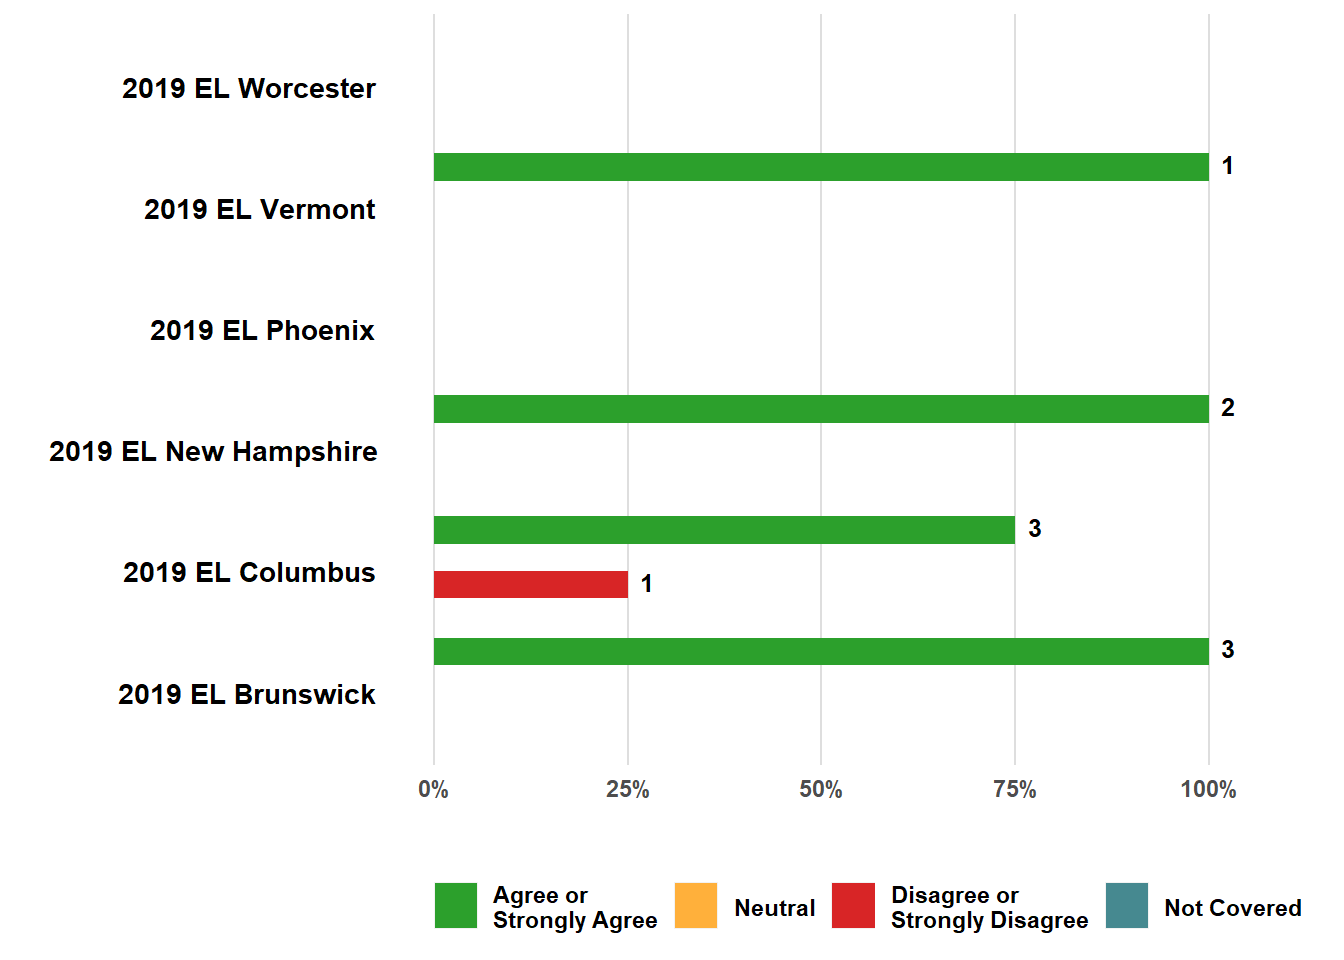 2019 EL Worcester
1
2019 EL Vermont
2019 EL Phoenix
2
2019 EL New Hampshire
3
2019 EL Columbus
1
3
2019 EL Brunswick
0% 25% 50% 75% 100%
Agree or
Strongly Agree
Neutral
Disagree or
Strongly Disagree
Not Covered